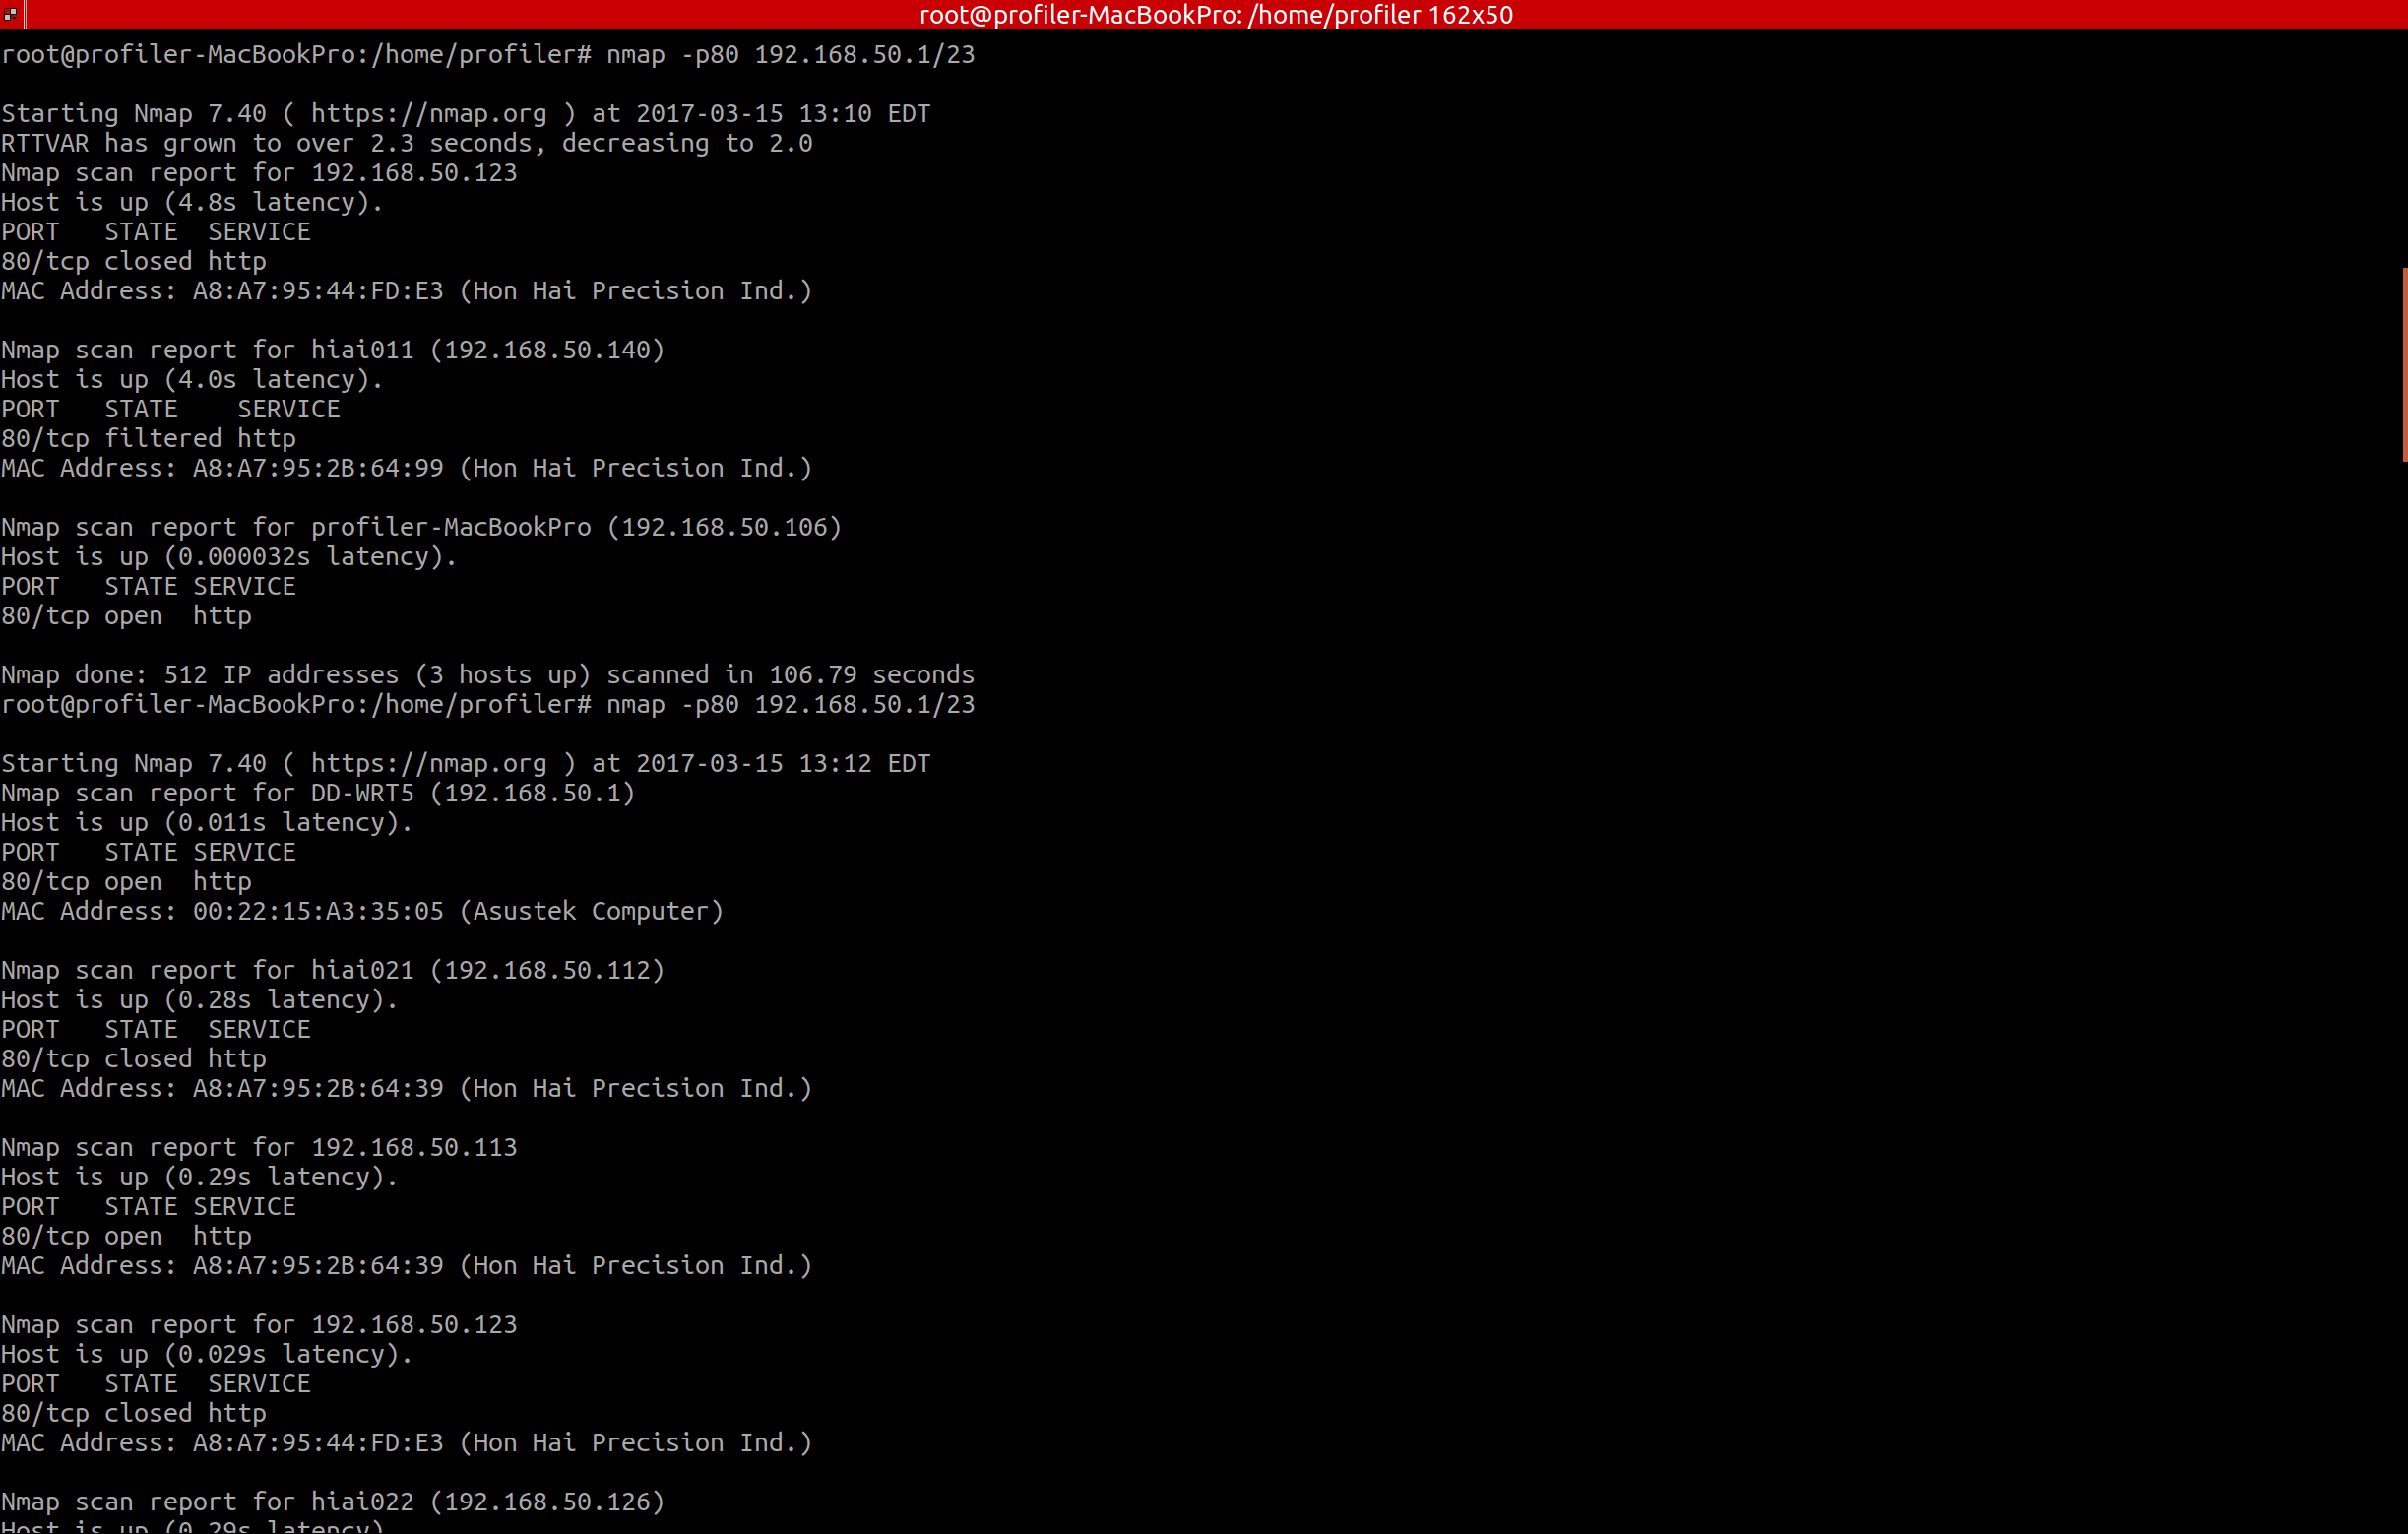 root@profiler-MacBookPro: /home/profiler 162x50
root@profiler-MacBookPro:/home/profiler# nmap -p80 192.168.50.1/23

Starting Nmap 7.40 ( https://nmap.org ) at 2017-03-15 13:10 EDT
RTTVAR has grown to over 2.3 seconds, decreasing to 2.0
Nmap scan report for 192.168.50.123
Host is up (4.8s latency).
PORT   STATE  SERVICE
80/tcp closed http
MAC Address: A8:A7:95:44:FD:E3 (Hon Hai Precision Ind.)

Nmap scan report for hiai011 (192.168.50.140)
Host is up (4.0s latency).
PORT   STATE    SERVICE
80/tcp filtered http
MAC Address: A8:A7:95:2B:64:99 (Hon Hai Precision Ind.)

Nmap scan report for profiler-MacBookPro (192.168.50.106)
Host is up (0.000032s latency).
PORT   STATE SERVICE
80/tcp open  http

Nmap done: 512 IP addresses (3 hosts up) scanned in 106.79 seconds
root@profiler-MacBookPro:/home/profiler# nmap -p80 192.168.50.1/23

Starting Nmap 7.40 ( https://nmap.org ) at 2017-03-15 13:12 EDT
Nmap scan report for DD-WRT5 (192.168.50.1)
Host is up (0.011s latency).
PORT   STATE SERVICE
80/tcp open  http
MAC Address: 00:22:15:A3:35:05 (Asustek Computer)

Nmap scan report for hiai021 (192.168.50.112)
Host is up (0.28s latency).
PORT   STATE  SERVICE
80/tcp closed http
MAC Address: A8:A7:95:2B:64:39 (Hon Hai Precision Ind.)

Nmap scan report for 192.168.50.113
Host is up (0.29s latency).
PORT   STATE SERVICE
80/tcp open  http
MAC Address: A8:A7:95:2B:64:39 (Hon Hai Precision Ind.)

Nmap scan report for 192.168.50.123
Host is up (0.029s latency).
PORT   STATE  SERVICE
80/tcp closed http
MAC Address: A8:A7:95:44:FD:E3 (Hon Hai Precision Ind.)

Nmap scan report for hiai022 (192.168.50.126)
Host is up (0.29s latency)